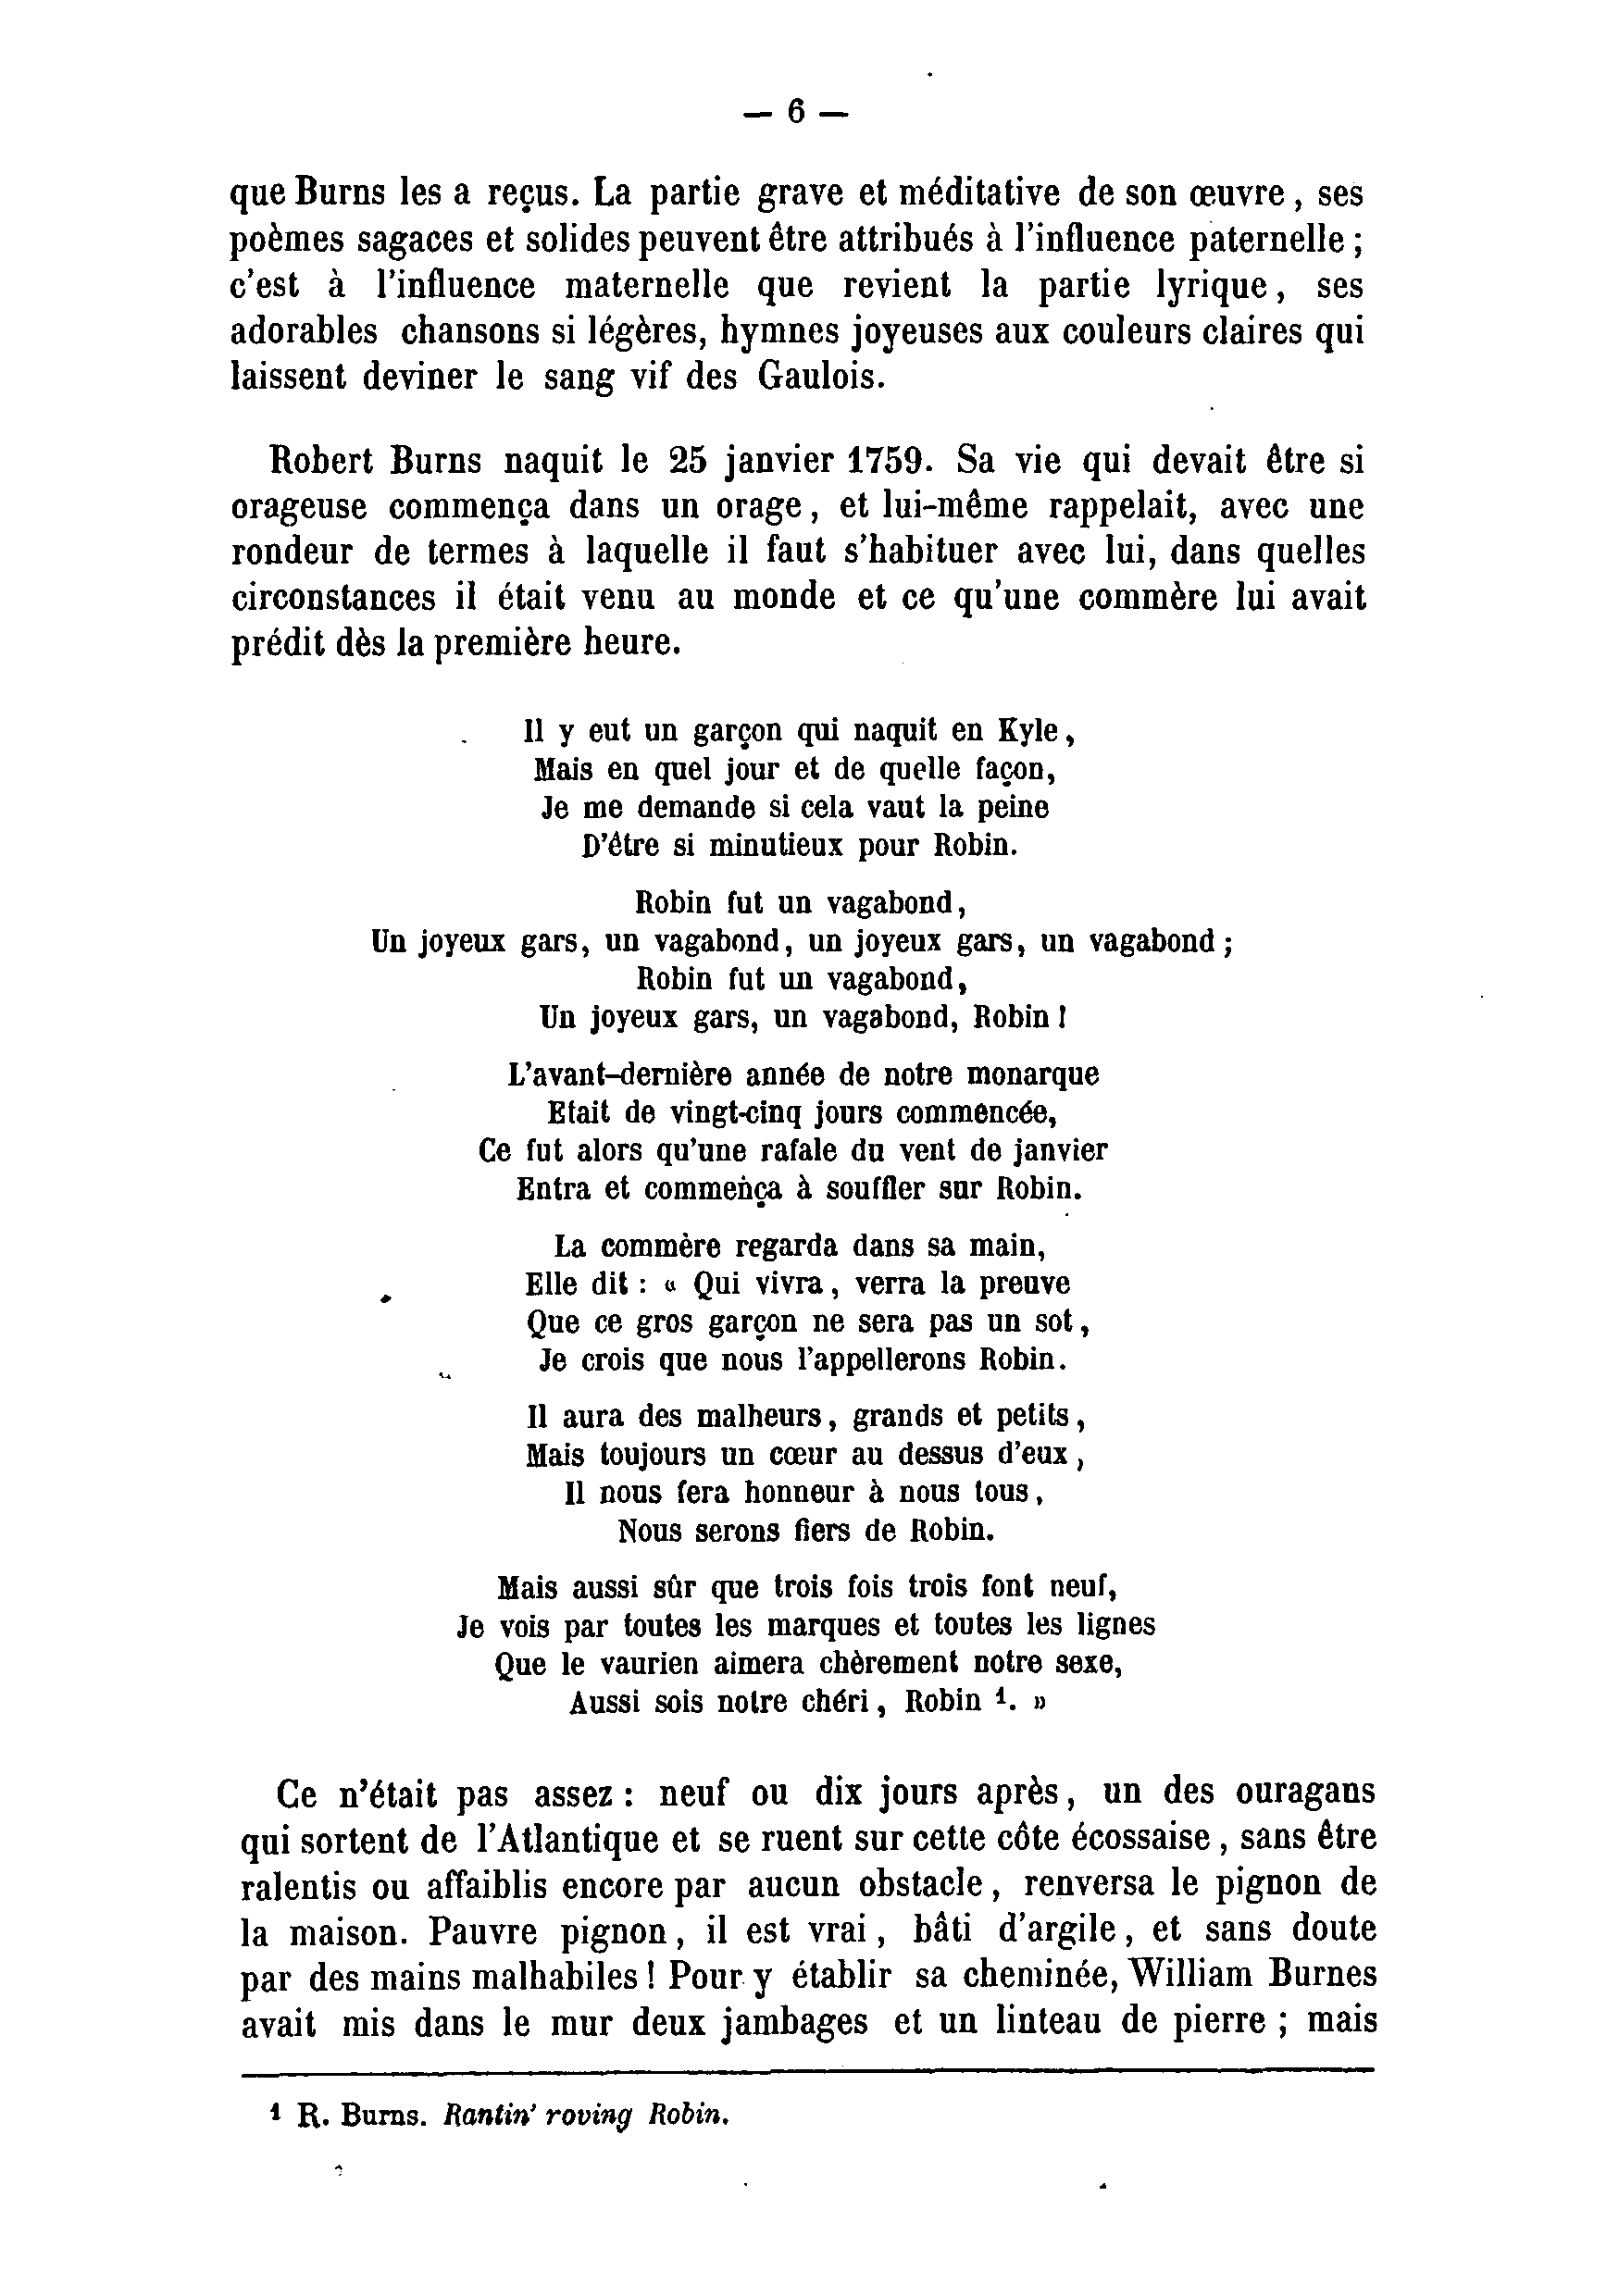 — 6 —
que Burns les a reçus. La partie grave et méditative de son œuvre, ses
poèmes sagaces et solides peuvent être attribués à l'influence paternelle ;
c'est à l'influence maternelle que revient la partie lyrique, ses
adorables chansons si légères, hymnes joyeuses aux couleurs claires qui
laissent deviner le sang vif des Gaulois.
Robert Burns naquit le 25 janvier 1759. Sa vie qui devait être si
orageuse commença dans un orage, et lui-même rappelait, avec une
rondeur de termes à laquelle il faut s'habituer avec lui, dans quelles
circonstances il était venu au monde et ce qu'une commère lui avait
prédit dès la première heure.
Il y eut un garçon qui naquit en Kyle,
Mais en quel jour et de quelle façon,
Je me demande si cela vaut la peine
D'être si minutieux pour Robin.
Robin fut un vagabond,
Un joyeux gars, un vagabond, un joyeux gars, un vagabond ;
Robin fut un vagabond,
Un joyeux gars, un vagabond, Robin !
L'avant-dernière année de notre monarque
Etait de vingt-cinq jours commencée,
Ce fut alors qu'une rafale du vent de janvier
Entra et commença à souffler sur Robin.
La commère regarda dans sa main,
Elle dit : « Qui vivra, verra la preuve
Que ce gros garçon ne sera pas un sot,
Je crois que nous l'appellerons Robin.
Il aura des malheurs, grands et petits,
Mais toujours un cœur au dessus d'eux,
Il nous fera honneur à nous tous,
Nous serons fiers de Robin.
Mais aussi sûr que trois fois trois font neuf,
Je vois par toutes les marques et toutes les lignes
Que le vaurien aimera chèrement notre sexe,
Aussi sois notre chéri, Robin ¹. »
Ce n'était pas assez : neuf ou dix jours après, un des ouragans
qui sortent de l'Atlantique et se ruent sur cette côte écossaise, sans être
ralentis ou affaiblis encore par aucun obstacle, renversa le pignon de
la maison. Pauvre pignon, il est vrai, bâti d'argile, et sans doute
par des mains malhabiles ! Pour y établir sa cheminée, William Burnes
avait mis dans le mur deux jambages et un linteau de pierre ; mais
¹ R. Burns. Rantin' roving Robin.